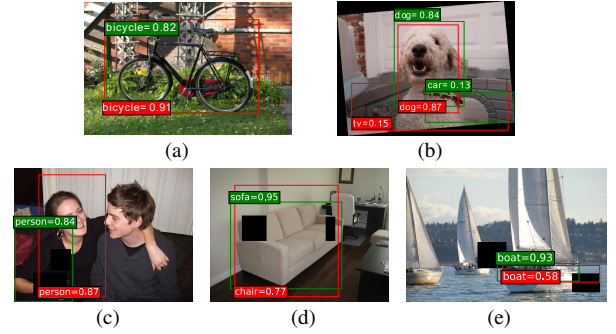 bicycle= 0.82
bicycle= 0.91
(a)
dog= 0.84
car= 0.13
dog=0.87
tv=0.15
(b)
person=0.84
person=0.87
(c)
sofa=0,95
chair=0.77
(d)
boat=0,93
boat=0.58
(e)